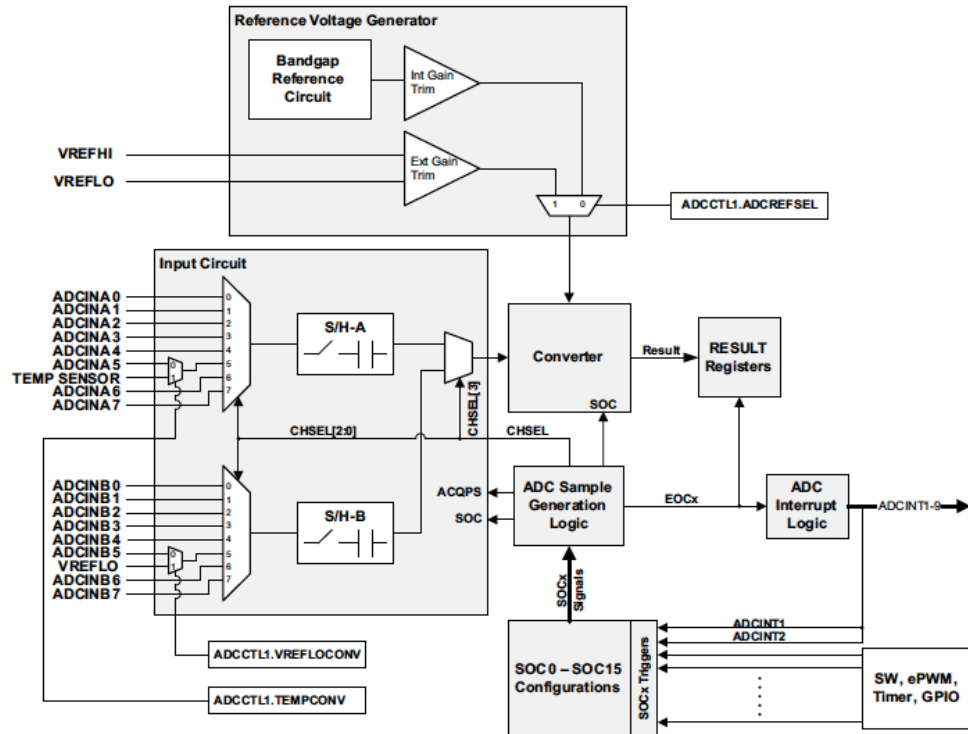 Reference Voltage Generator
Bandgap
Reference
Circuit
Int Gain
Trim
VREFHI
VREFLO
Ext Gain
Trim
1 0
ADCCTL1.ADCREFSEL
Input Circuit
ADCINA0
ADCINA1
ADCINA2
ADCINA3
ADCINA4
ADCINA5
TEMP SENSOR
ADCINA6
ADCINA7
0
1
0
1
2
3
4
5
6
7
S/H-A
Converter
SOC
Result
RESULT
Registers
CHSEL[3]
CHSEL[2:0]
CHSEL
ADCINB0
ADCINB1
ADCINB2
ADCINB3
ADCINB4
ADCINB5
VREFLO
ADCINB6
ADCINB7
0
1
0
1
2
3
4
5
6
7
S/H-B
ACQPS
SOC
ADC Sample
Generation
Logic
EOCx
ADC
Interrupt
Logic
ADCINT1-9
SOCx
Signals
ADCINT1
ADCINT2
ADCCTL1.VREFLOCONV
ADCCTL1.TEMPCONV
SOC0 – SOC15
Configurations
SOCx Triggers
SW, ePWM,
Timer, GPIO